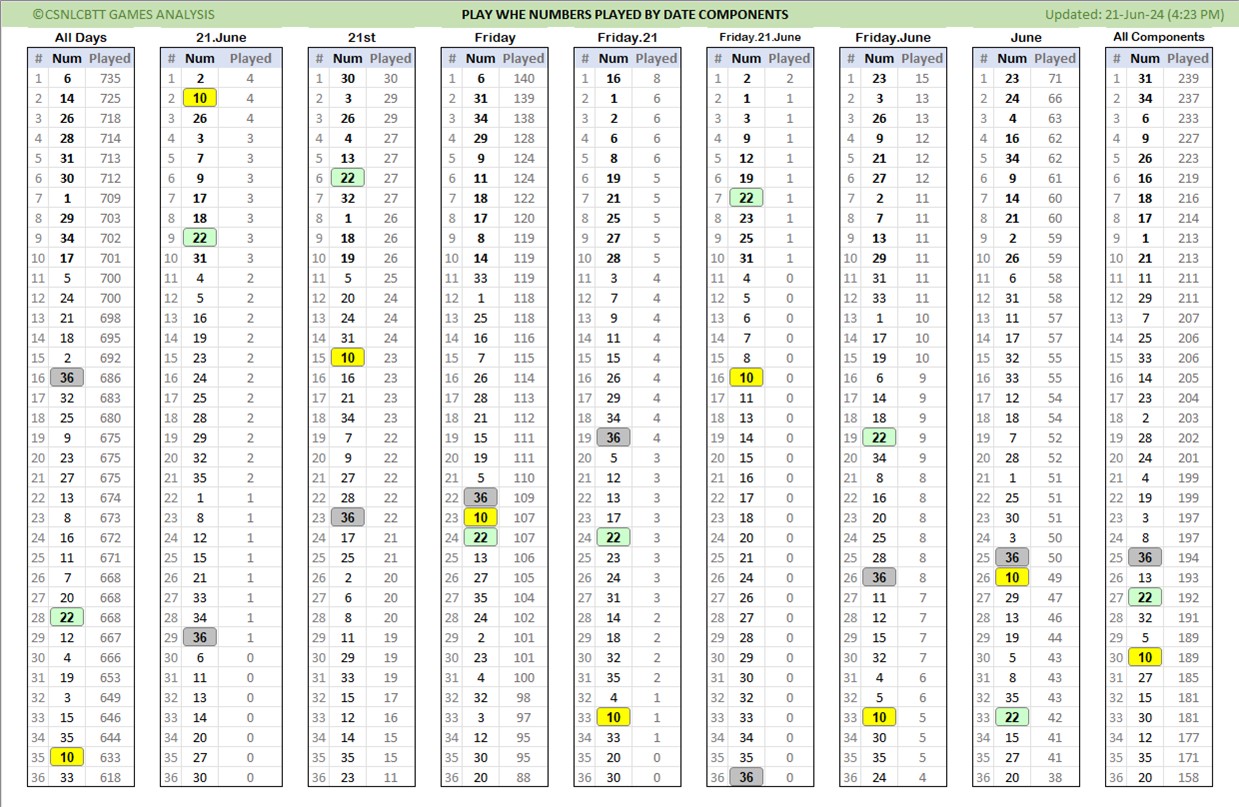 ©CSNLCBTT GAMES ANALYSIS PLAY WHE NUMBERS PLAYED BY DATE COMPONENTS Updated: 21-Jun-24 (4:23 PM)
All Days 21.June 21st Friday Friday.21 Friday.21.June Friday.June June All Components
# Num Played # Num Played # Num Played # Num Played # Num Played # Num Played # Num Played # Num Played # Num Played
1 6 735 1 2 4 1 30 30 1 6 140 1 16 8 1 2 2 1 23 15 1 23 71 1 31 239
2 14 725 2 10 4 2 3 29 2 31 139 2 1 6 2 1 1 2 3 13 2 24 66 2 34 237
3 26 718 3 26 4 3 26 29 3 34 138 3 2 6 3 3 1 3 26 13 3 4 63 3 6 233
4 28 714 4 3 3 4 4 27 4 29 128 4 6 6 4 9 1 4 9 12 4 16 62 4 9 227
5 31 713 5 7 3 5 13 27 5 9 124 5 8 6 5 12 1 5 21 12 5 34 62 5 26 223
6 30 712 6 9 3 6 22 27 6 11 124 6 19 5 6 19 1 6 27 12 6 9 61 6 16 219
7 1 709 7 17 3 7 32 27 7 18 122 7 21 5 7 22 1 7 2 11 7 14 60 7 18 216
8 29 703 8 18 3 8 1 26 8 17 120 8 25 5 8 23 1 8 7 11 8 21 60 8 17 214
9 34 702 9 22 3 9 18 26 9 8 119 9 27 5 9 25 1 9 13 11 9 2 59 9 1 213
10 17 701 10 31 3 10 19 26 10 14 119 10 28 5 10 31 1 10 29 11 10 26 59 10 21 213
11 5 700 11 4 2 11 5 25 11 33 119 11 3 4 11 4 0 11 31 11 11 6 58 11 11 211
12 24 700 12 5 2 12 20 24 12 1 118 12 7 4 12 5 0 12 33 11 12 31 58 12 29 211
13 21 698 13 16 2 13 24 24 13 25 118 13 9 4 13 6 0 13 1 10 13 11 57 13 7 207
14 18 695 14 19 2 14 31 24 14 16 116 14 11 4 14 7 0 14 17 10 14 17 57 14 25 206
15 2 692 15 23 2 15 10 23 15 7 115 15 15 4 15 8 0 15 19 10 15 32 55 15 33 206
16 36 686 16 24 2 16 16 23 16 26 114 16 26 4 16 10 0 16 6 9 16 33 55 16 14 205
17 32 683 17 25 2 17 21 23 17 28 113 17 29 4 17 11 0 17 14 9 17 12 54 17 23 204
18 25 680 18 28 2 18 34 23 18 21 112 18 34 4 18 13 0 18 18 9 18 18 54 18 2 203
19 9 675 19 29 2 19 7 22 19 15 111 19 36 4 19 14 0 19 22 9 19 7 52 19 28 202
20 23 675 20 32 2 20 9 22 20 19 111 20 5 3 20 15 0 20 34 9 20 28 52 20 24 201
21 27 675 21 35 2 21 27 22 21 5 110 21 12 3 21 16 0 21 8 8 21 1 51 21 4 199
22 13 674 22 1 1 22 28 22 22 36 109 22 13 3 22 17 0 22 16 8 22 25 51 22 19 199
23 8 673 23 8 1 23 36 22 23 10 107 23 17 3 23 18 0 23 20 8 23 30 51 23 3 197
24 16 672 24 12 1 24 17 21 24 22 107 24 22 3 24 20 0 24 25 8 24 3 50 24 8 197
25 11 671 25 15 1 25 25 21 25 13 106 25 23 3 25 21 0 25 28 8 25 36 50 25 36 194
26 7 668 26 21 1 26 2 20 26 27 105 26 24 3 26 24 0 26 36 8 26 10 49 26 13 193
27 20 668 27 33 1 27 6 20 27 35 104 27 31 3 27 26 0 27 11 7 27 29 47 27 22 192
28 22 668 28 34 1 28 8 20 28 24 102 28 14 2 28 27 0 28 12 7 28 13 46 28 32 191
29 12 667 29 36 1 29 11 19 29 2 101 29 18 2 29 28 0 29 15 7 29 19 44 29 5 189
30 4 666 30 6 0 30 29 19 30 23 101 30 32 2 30 29 0 30 32 7 30 5 43 30 10 189
31 19 653 31 11 0 31 33 19 31 4 100 31 35 2 31 30 0 31 4 6 31 8 43 31 27 185
32 3 649 32 13 0 32 15 17 32 32 98 32 4 1 32 32 0 32 5 6 32 35 43 32 15 181
33 15 646 33 14 0 33 12 16 33 3 97 33 10 1 33 33 0 33 10 5 33 22 42 33 30 181
34 35 644 34 20 0 34 14 15 34 12 95 34 33 1 34 34 0 34 30 5 34 15 41 34 12 177
35 10 633 35 27 0 35 35 15 35 30 95 35 20 0 35 35 0 35 35 5 35 27 41 35 35 171
36 33 618 36 30 0 36 23 11 36 20 88 36 30 0 36 36 0 36 24 4 36 20 38 36 20 158